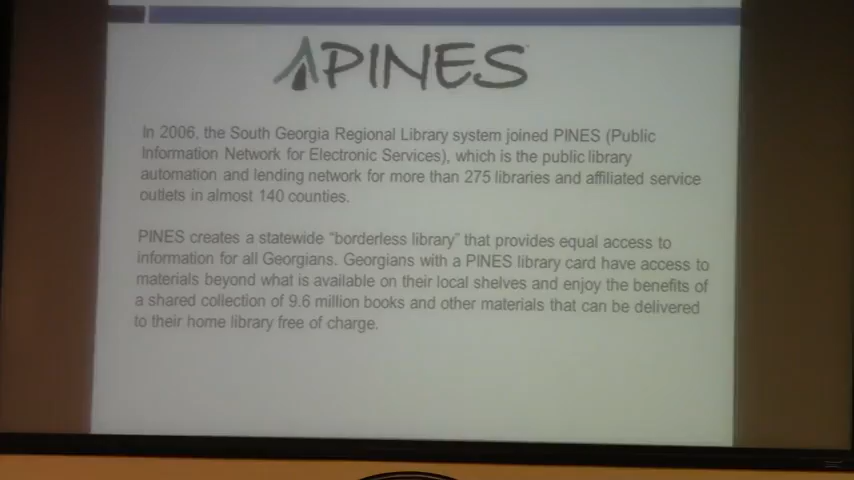 PINES
In 2006, the South Georgia Regional Library system joined PINES (Public
Information Network for Electronic Services), which is the public library
automation and lending network for more than 275 libraries and affiliated service
outlets in almost 140 counties.
PINES creates a statewide “borderless library” that provides equal access to
information for all Georgians. Georgians with a PINES library card have access to
materials beyond what is available on their local shelves and enjoy the benefits of
a shared collection of 9.6 million books and other materials that can be delivered
to their home library free of charge.